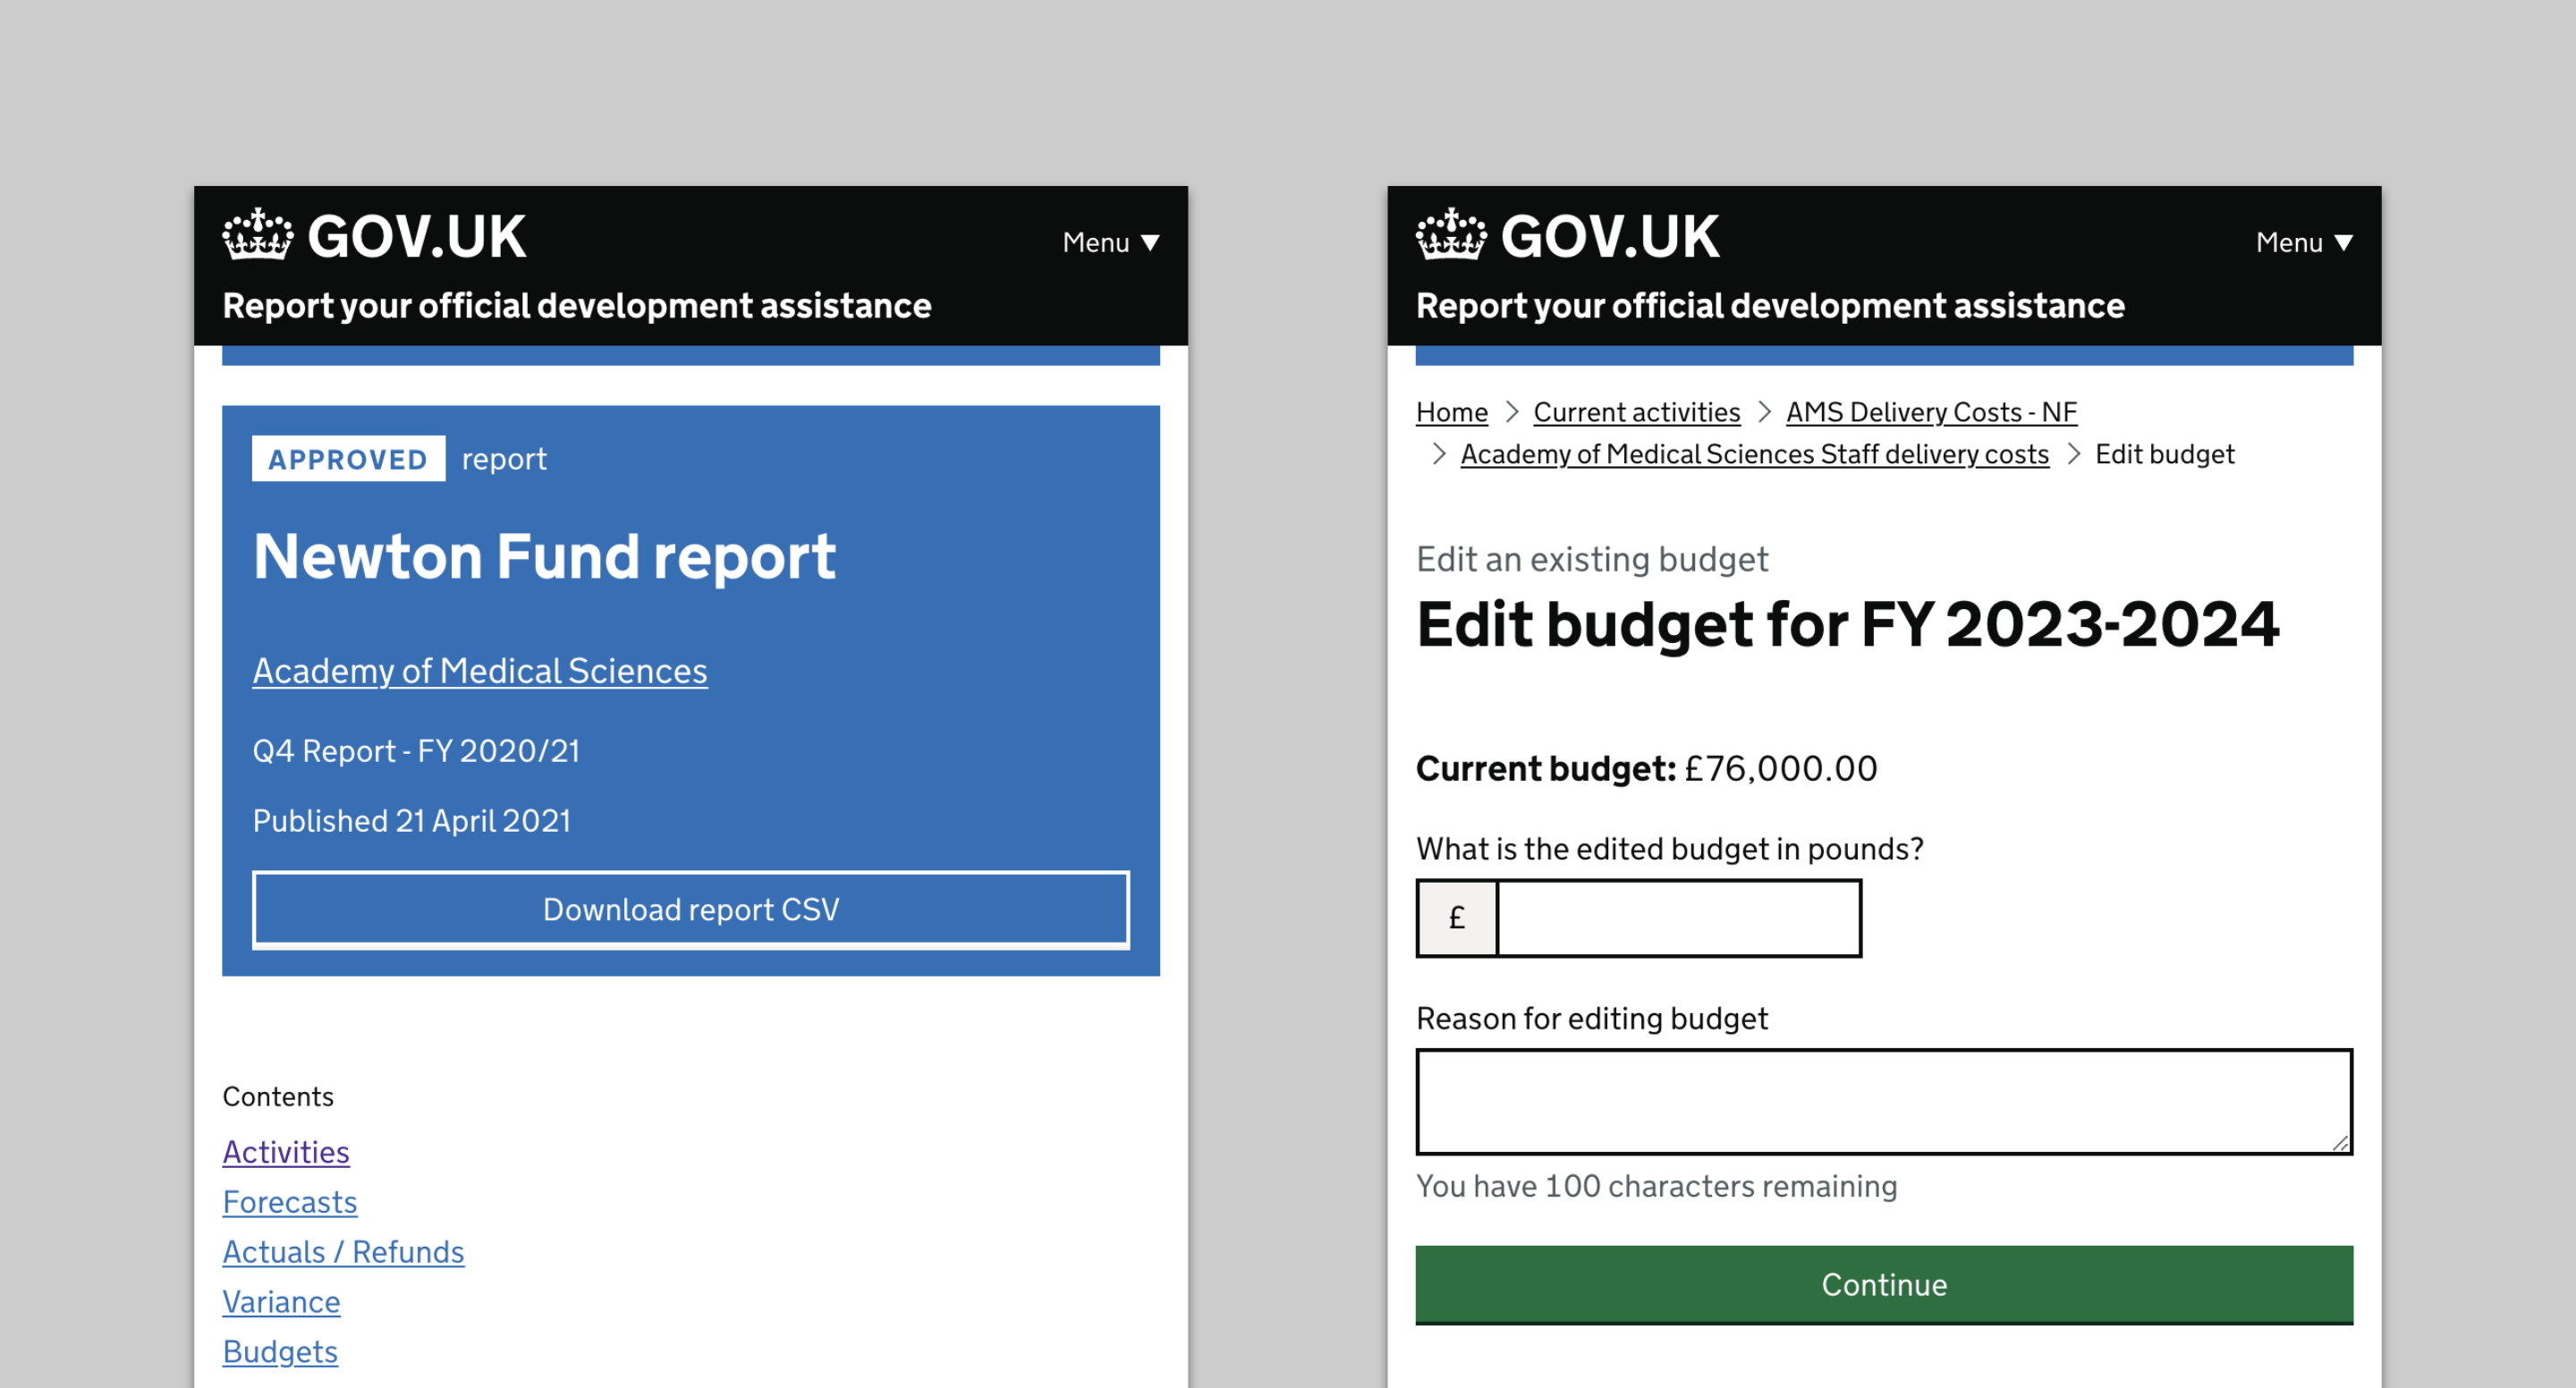 GOV.UK
Menu ▼
Report your official development assistance
APPROVED report
Newton Fund report
Academy of Medical Sciences
Q4 Report - FY 2020/21
Published 21 April 2021
Download report CSV
Contents
Activities
Forecasts
Actuals / Refunds
Variance
Budgets
GOV.UK
Menu ▼
Report your official development assistance
Home > Current activities > AMS Delivery Costs - NF
> Academy of Medical Sciences Staff delivery costs > Edit budget
Edit an existing budget
Edit budget for FY 2023-2024
Current budget: £76,000.00
What is the edited budget in pounds?
£
Reason for editing budget
You have 100 characters remaining
Continue